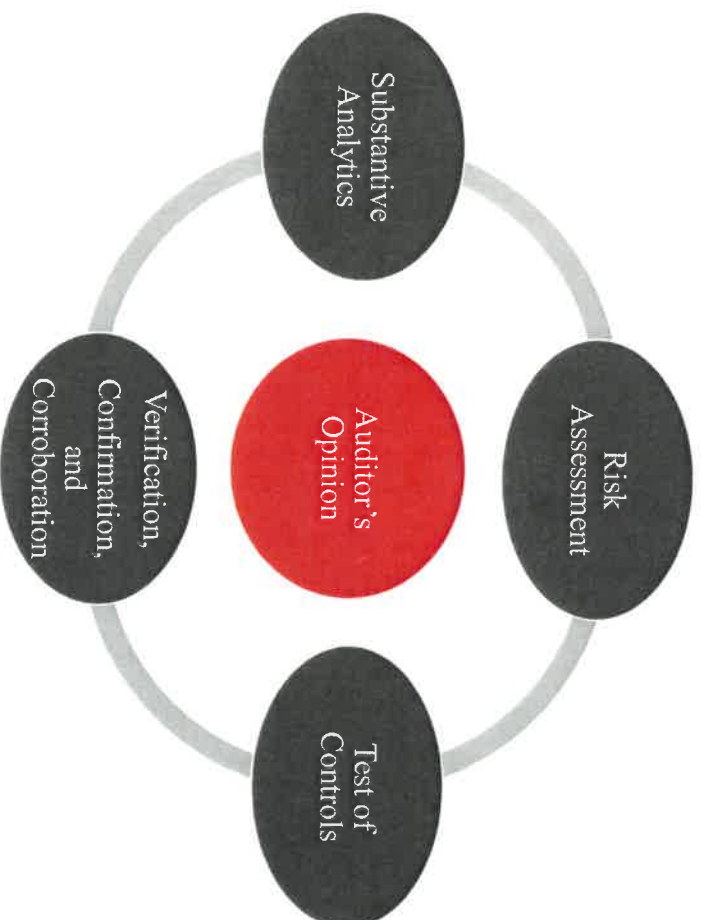 Risk
Assessment
Substantive
Analytics
Auditor's
Opinion
Test of
Controls
Verification,
Confirmation,
and
Corroboration